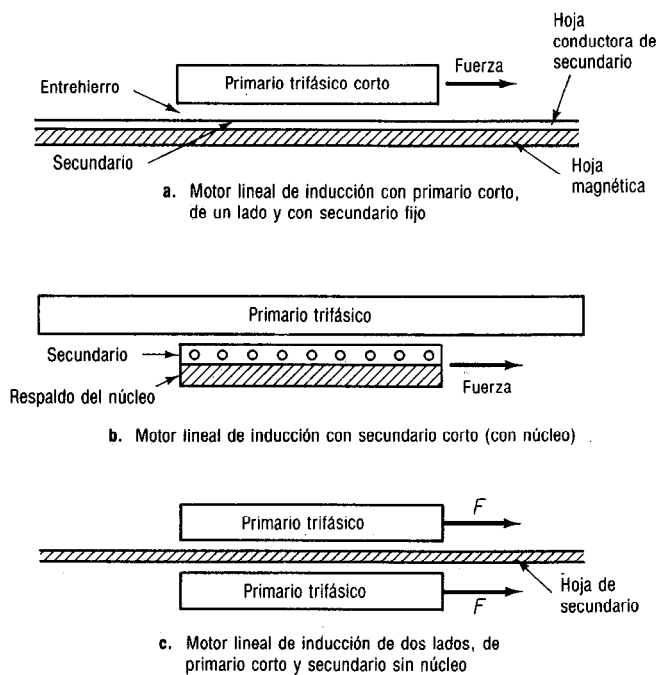 Hoja
conductora de
secundario
Primario trifásico corto
Fuerza
Entrehierro
Secundario
Hoja
magnética
a. Motor lineal de inducción con primario corto,
de un lado y con secundario fijo
Primario trifásico
Secundario
Respaldo del núcleo
Fuerza
b. Motor lineal de inducción con secundario corto (con núcleo)
Primario trifásico
F
Primario trifásico
F
Hoja de
secundario
c. Motor lineal de inducción de dos lados, de
primario corto y secundario sin núcleo